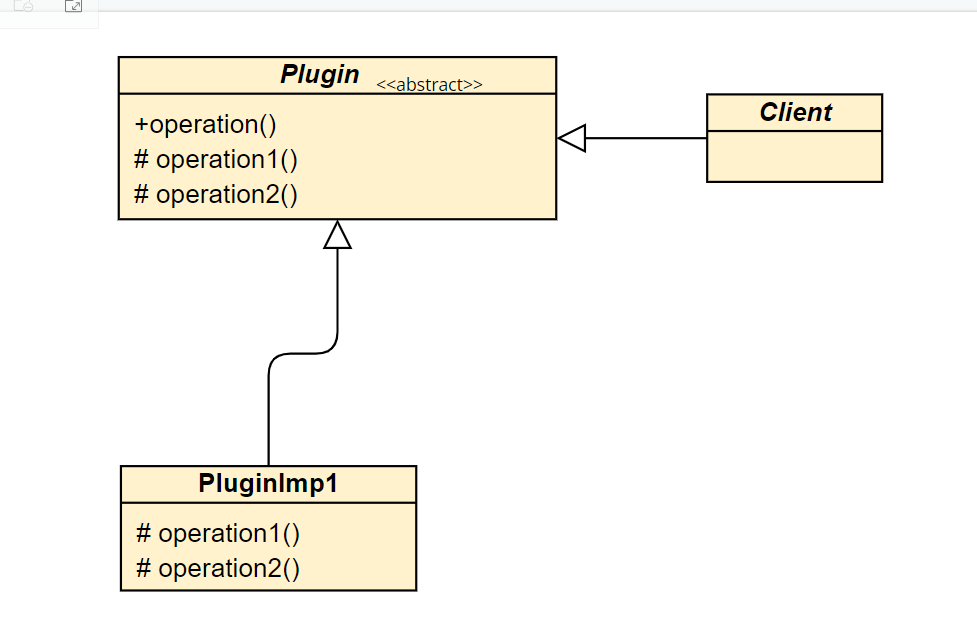 Plugin <<abstract>>
+operation()
# operation1()
# operation2()
Client
PluginImp1
# operation1()
# operation2()